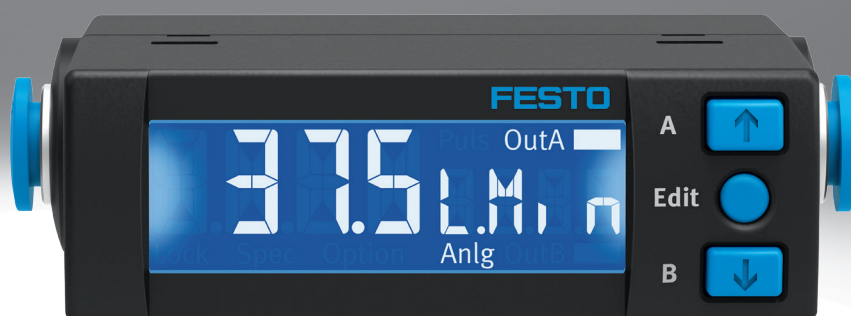 FESTO
A
Puls OutA
37.5 L.Min
Edit
Lock Spec Option Anlg OutB
B